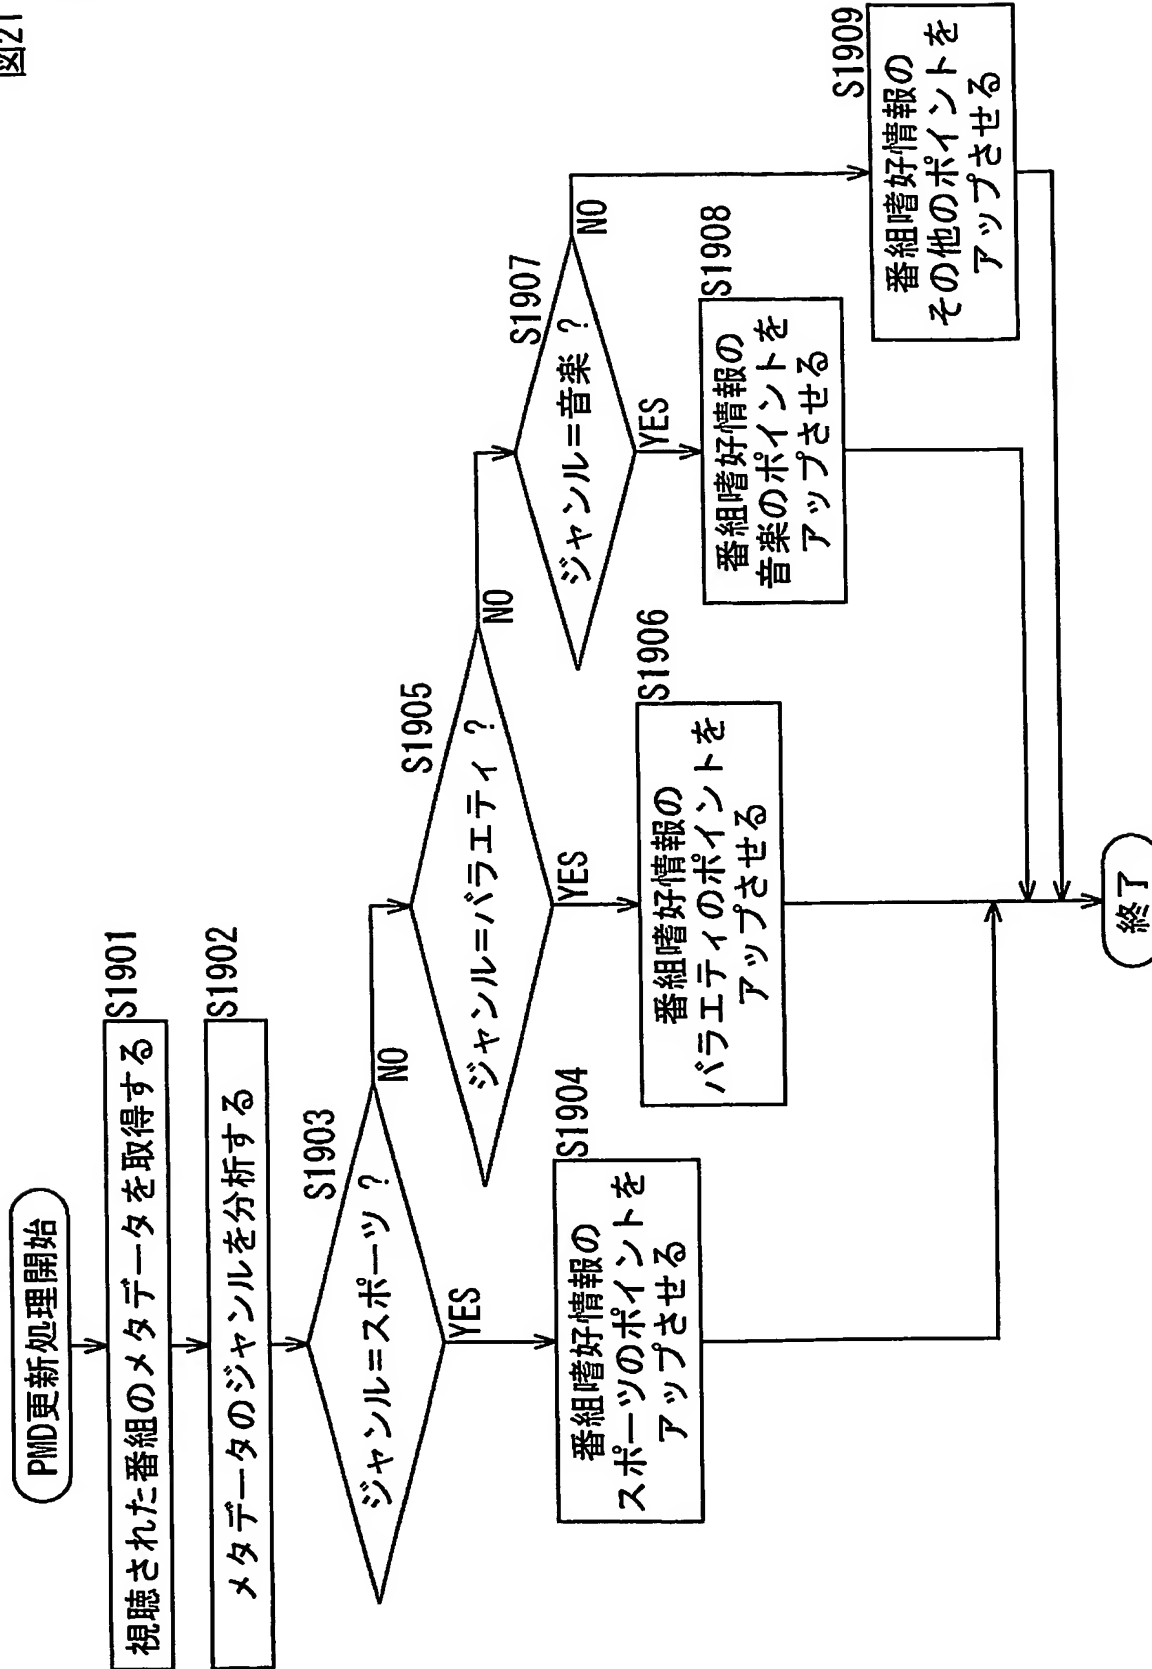 図21
PMD更新処理開始
S1901
視聴された番組のメタデータを取得する
S1902
メタデータのジャンルを分析する
S1903
ジャンル=スポーツ ?
NO
YES
S1904
番組嗜好情報の
スポーツのポイントを
アップさせる
S1905
ジャンル=バラエティ ?
NO
YES
S1906
番組嗜好情報の
バラエティのポイントを
アップさせる
S1907
ジャンル=音楽 ?
NO
YES
S1908
番組嗜好情報の
音楽のポイントを
アップさせる
S1909
番組嗜好情報の
その他のポイントを
アップさせる
終了